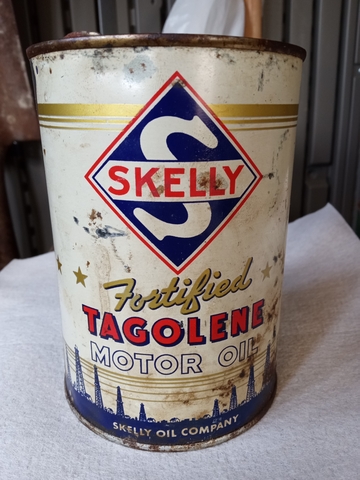 S
SKELLY
Fortified
TAGOLENE
MOTOR OIL
SKELLY OIL COMPANY